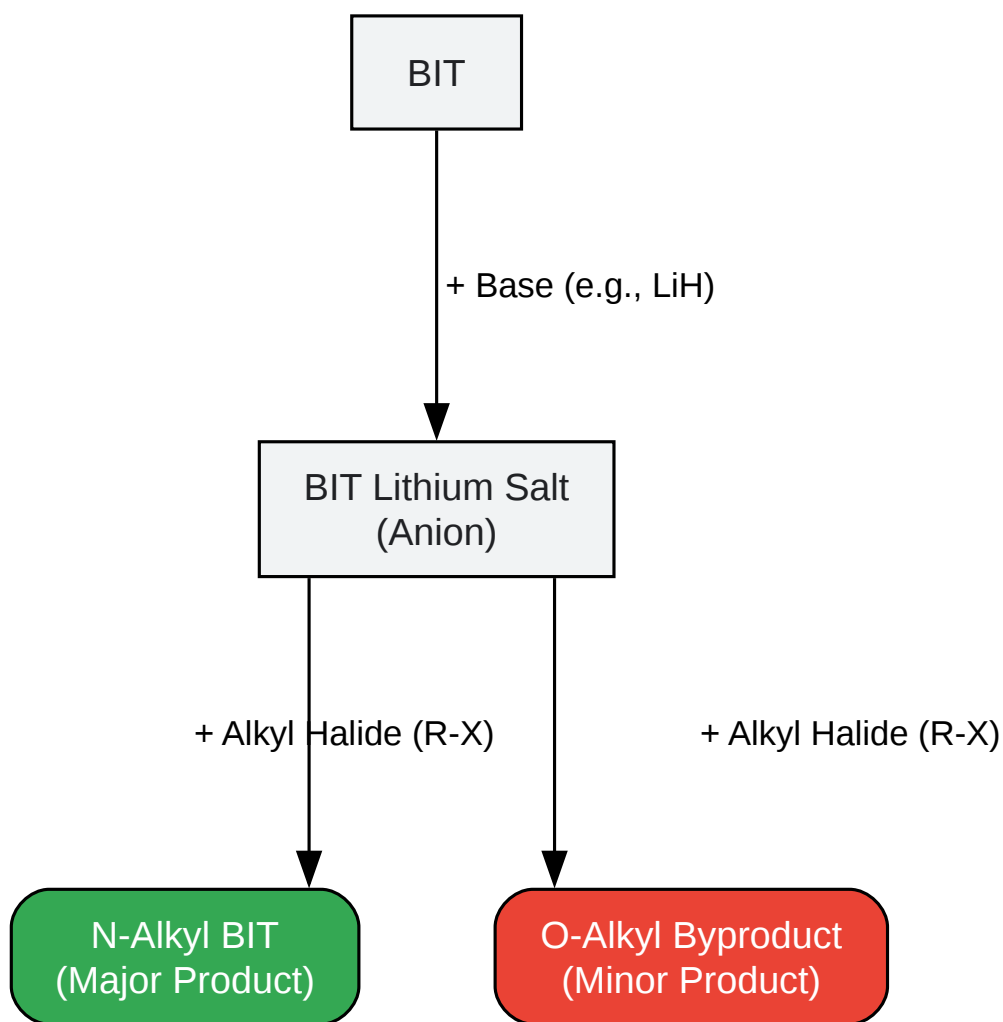 BIT
+ Base (e.g., LiH)
BIT Lithium Salt
(Anion)
+ Alkyl Halide (R-X)
+ Alkyl Halide (R-X)
N-Alkyl BIT
(Major Product)
O-Alkyl Byproduct
(Minor Product)